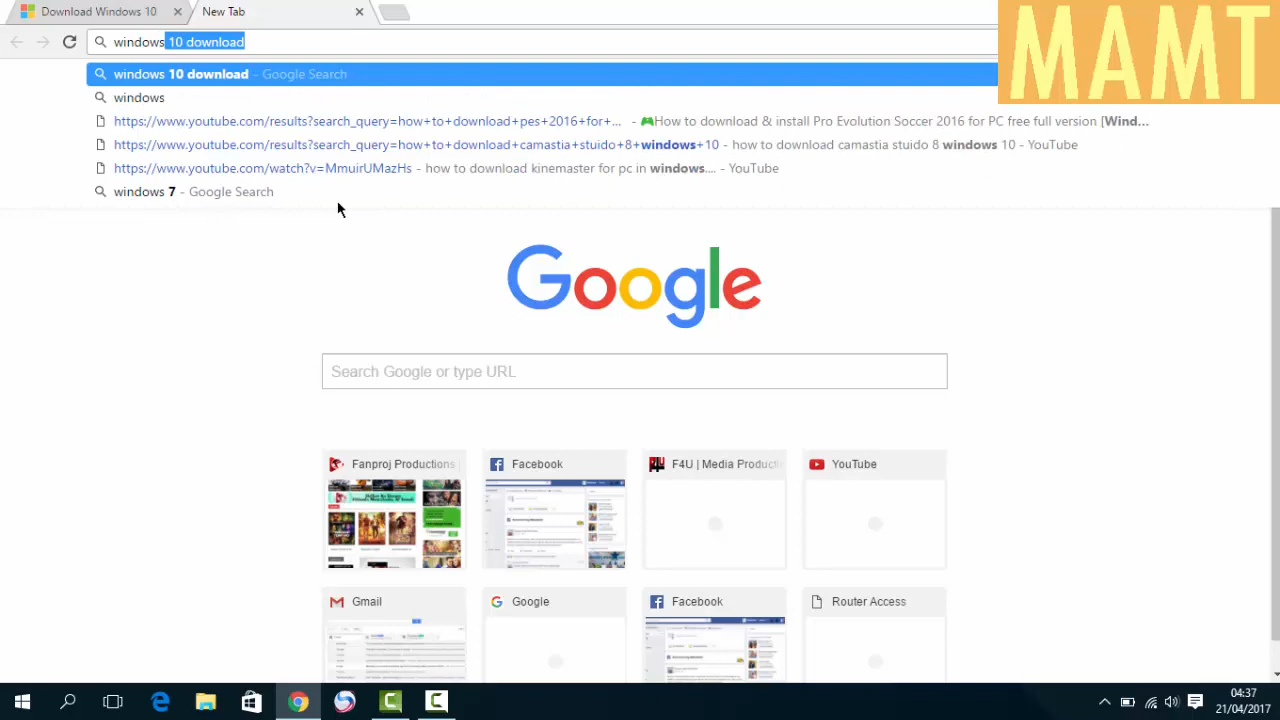 Download Windows 10
New Tab
MAMT
windows 10 download
windows 10 download - Google Search
windows
https://www.youtube.com/results?search_query=how+to+download+pes+2016+for+... - 🎮How to download & install Pro Evolution Soccer 2016 for PC free full version [Wind...
https://www.youtube.com/results?search_query=how+to+download+camastia+stuido+8+windows+10 - how to download camastia stuido 8 windows 10 - YouTube
https://www.youtube.com/watch?v=MmuirUMazHs - how to download kinemaster for pc in windows.... - YouTube
windows 7 - Google Search
Google
Search Google or type URL
Fanproj Productions
Facebook
F4U | Media Producti
YouTube
Gmail
Google
Facebook
Router Access
04:37
21/04/2017